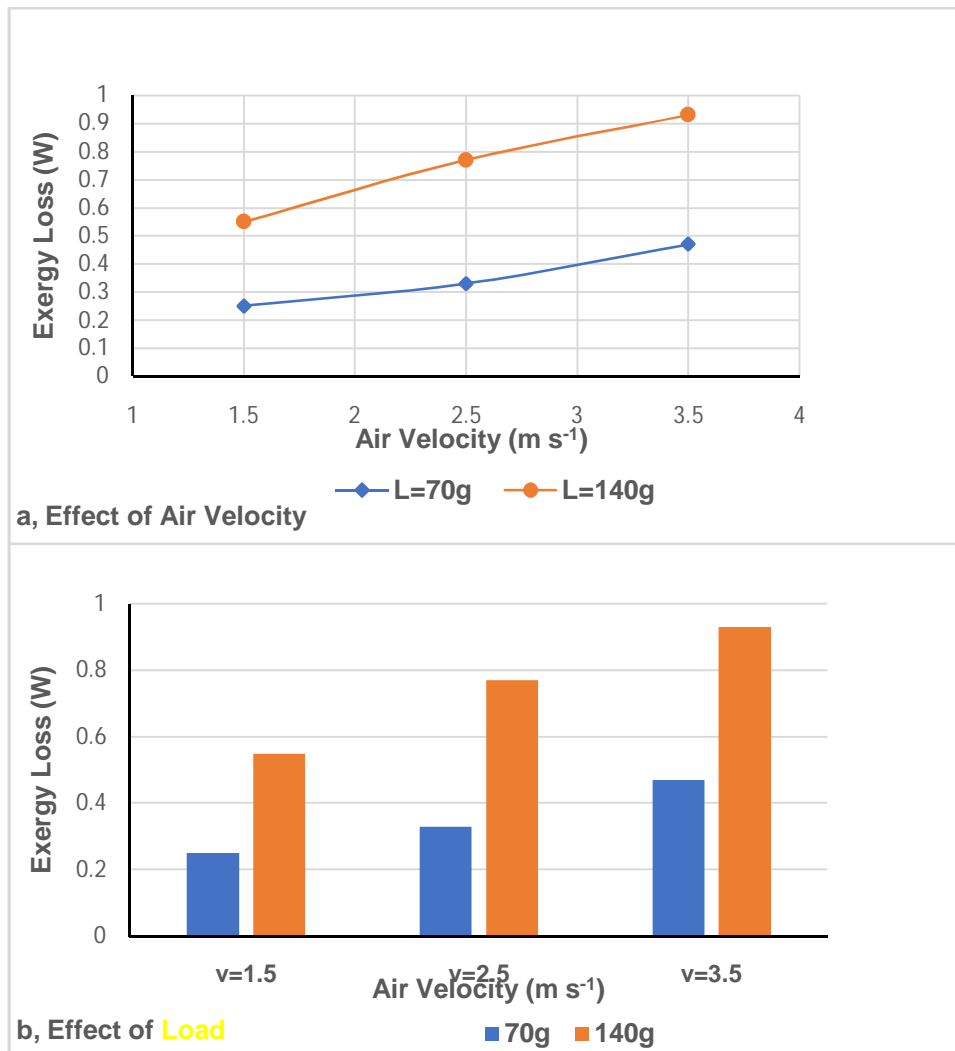 1
0.9
0.8
0.7
0.6
0.5
0.4
0.3
0.2
0.1
0
Exergy Loss (W)
1 1.5 2 2.5 3 3.5 4
Air Velocity (m s-1)
L=70g L=140g
a, Effect of Air Velocity
1
0.8
0.6
0.4
0.2
0
Exergy Loss (W)
v=1.5 v=2.5 v=3.5
Air Velocity (m s-1)
b, Effect of Load
70g 140g